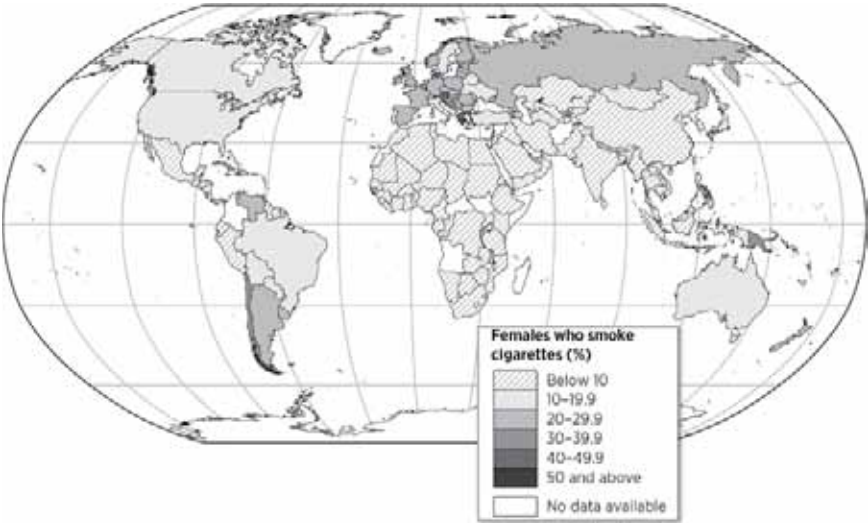 Females who smoke
cigarettes (%)
Below 10
10–19.9
20–29.9
30–39.9
40–49.9
50 and above
No data available